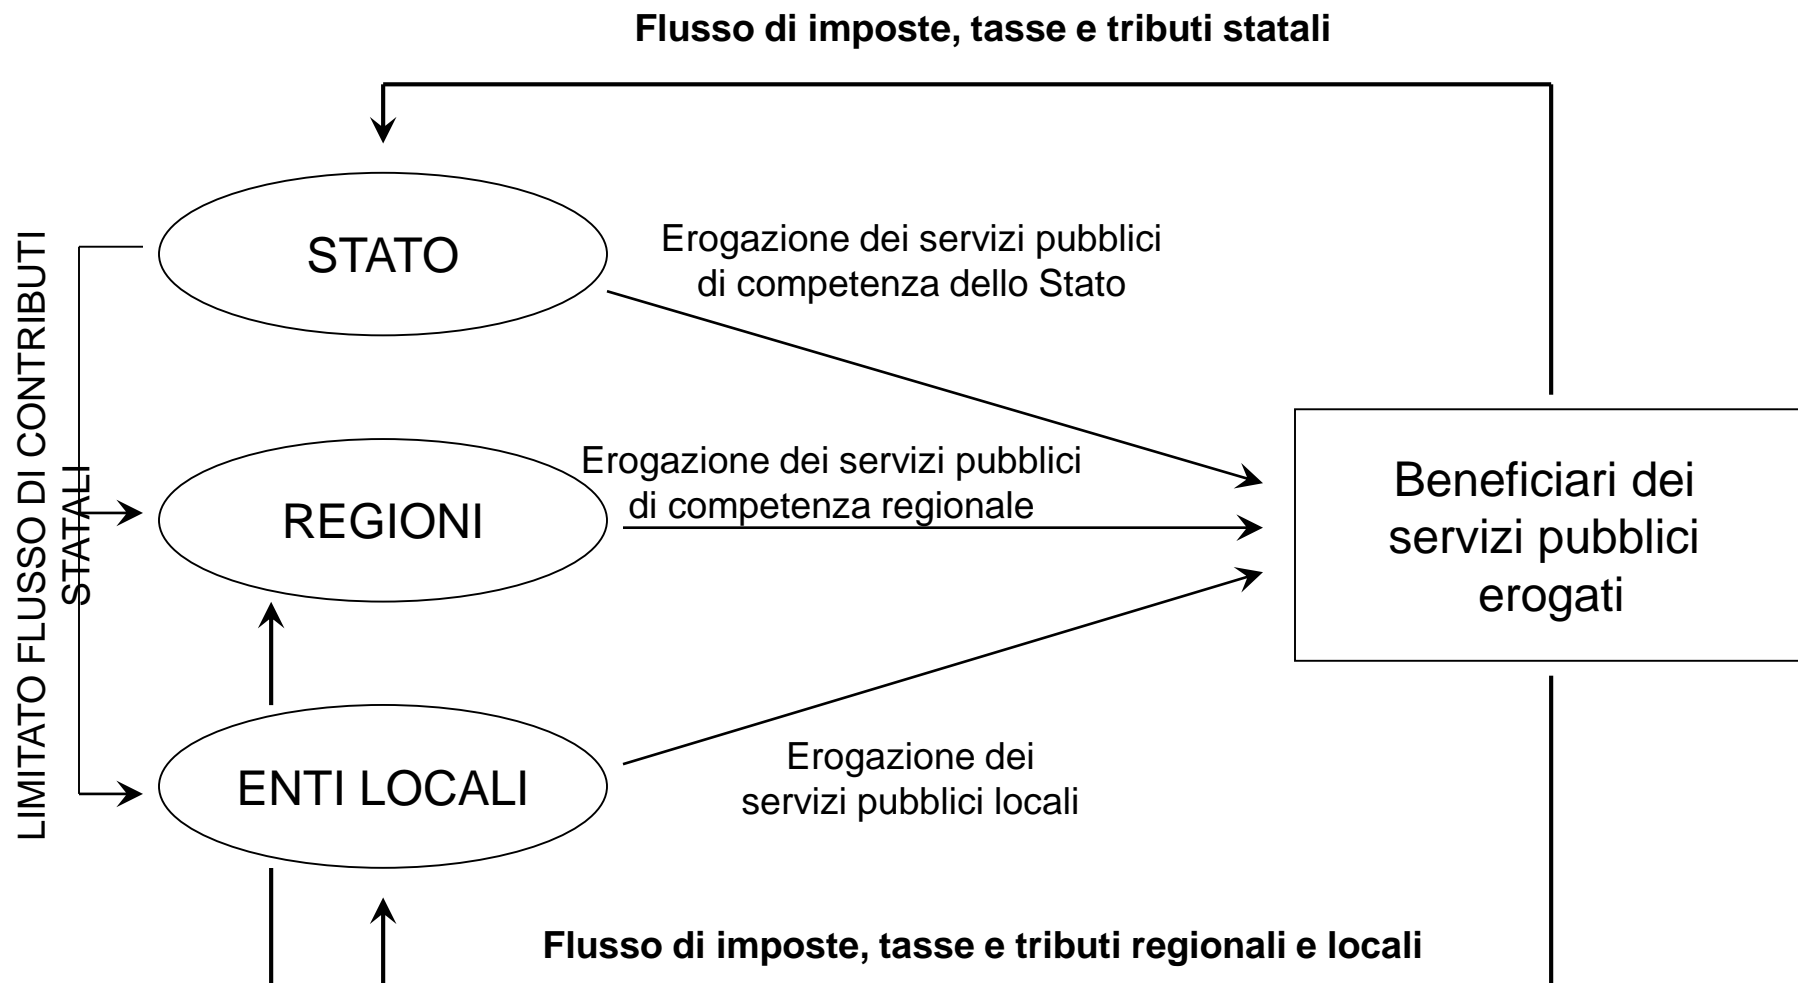 Flusso di imposte, tasse e tributi statali
STATO
Erogazione dei servizi pubblici
di competenza dello Stato
LIMITATO FLUSSO DI CONTRIBUTI
STATALI
REGIONI
Erogazione dei servizi pubblici
di competenza regionale
Beneficiari dei
servizi pubblici
erogati
ENTI LOCALI
Erogazione dei
servizi pubblici locali
Flusso di imposte, tasse e tributi regionali e locali